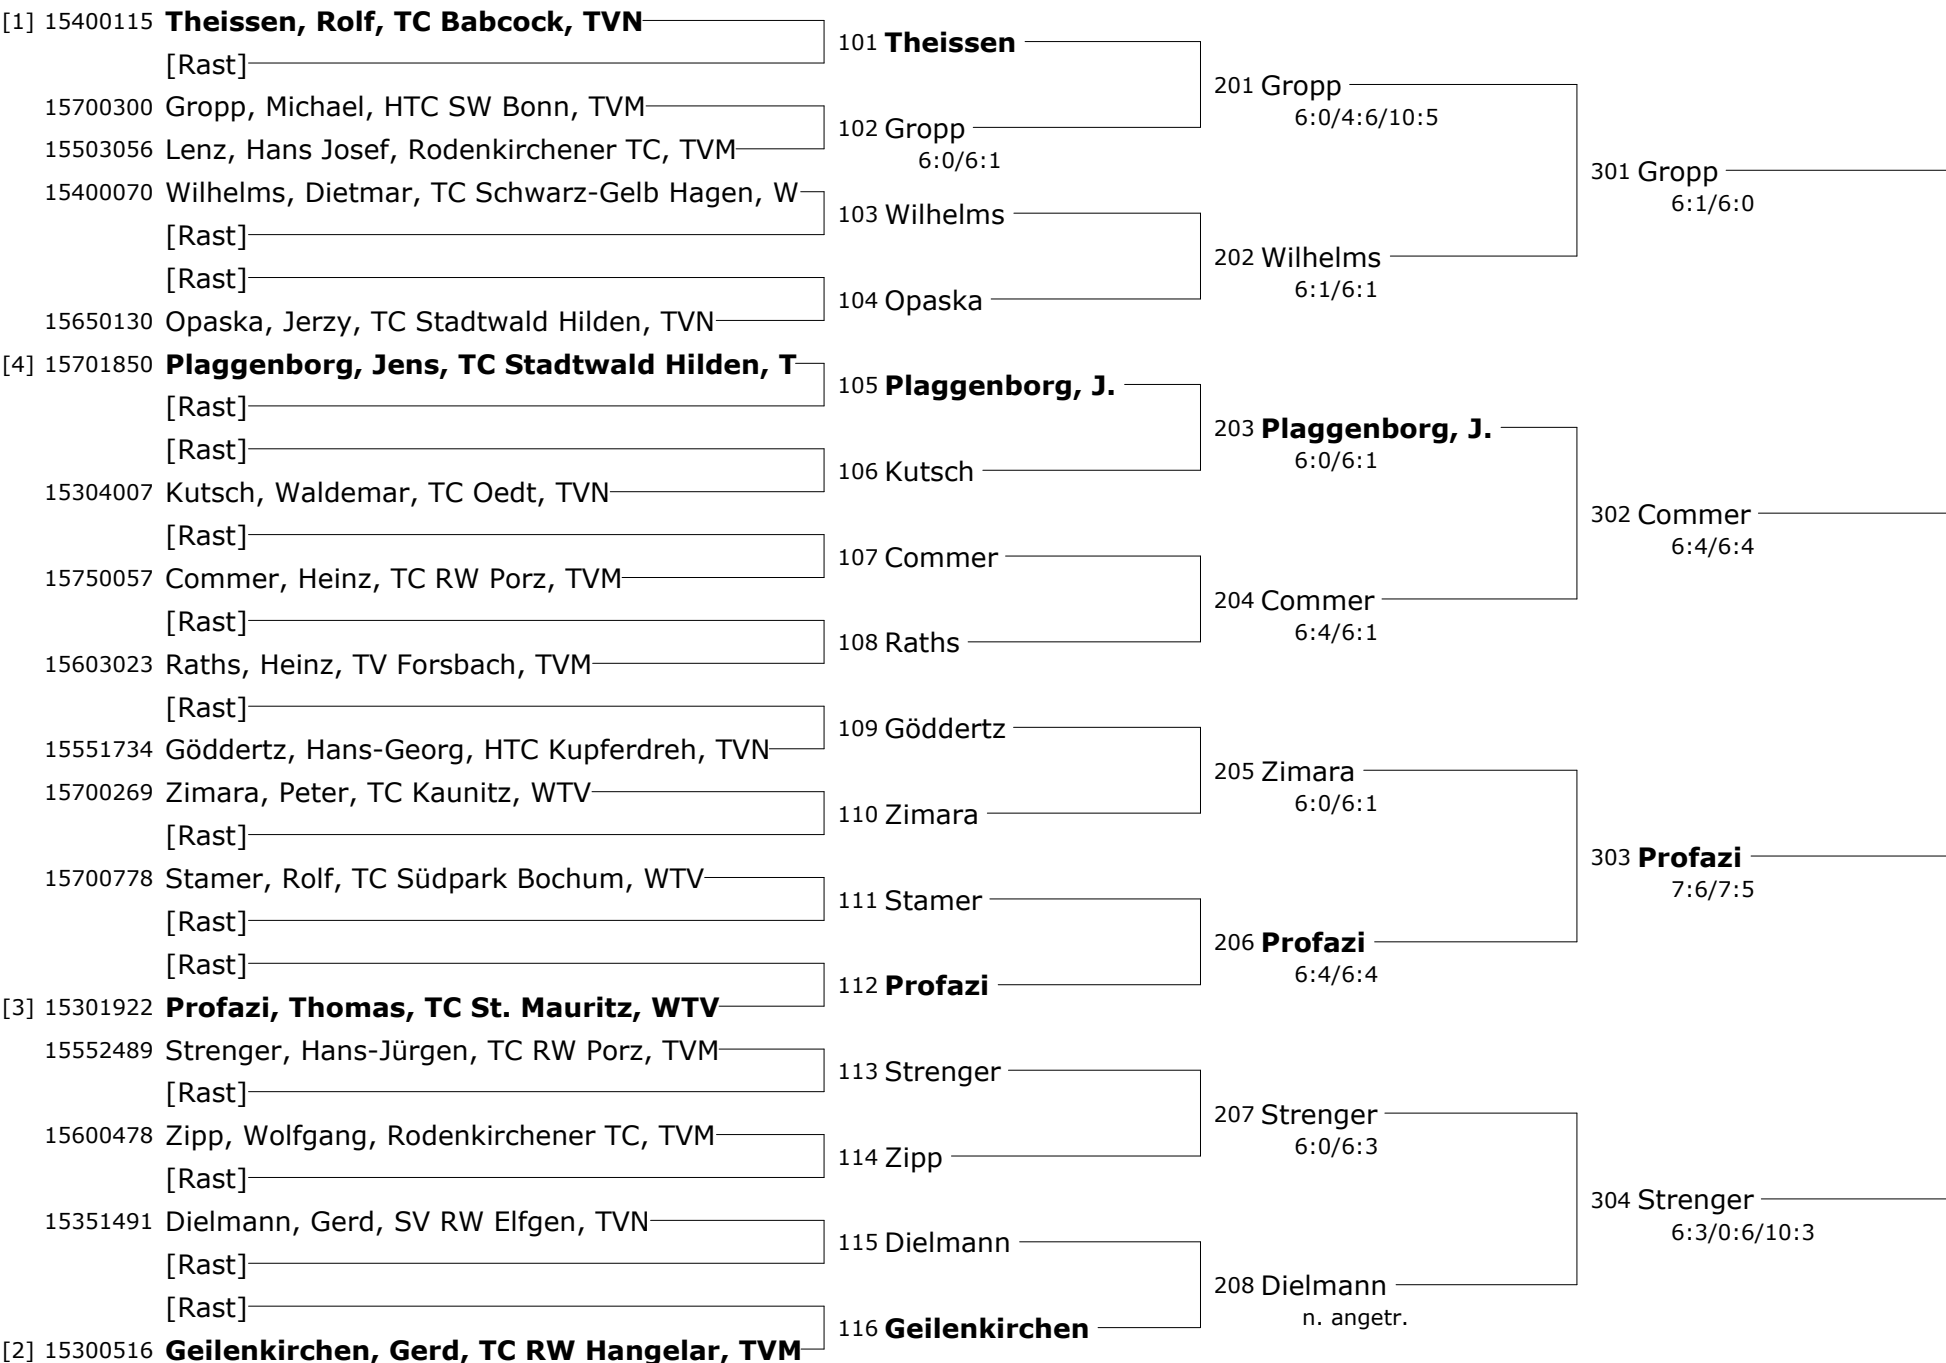 [1] 15400115 Theissen, Rolf, TC Babcock, TVN
[Rast]
15700300 Gropp, Michael, HTC SW Bonn, TVM
15503056 Lenz, Hans Josef, Rodenkirchener TC, TVM
15400070 Wilhelms, Dietmar, TC Schwarz-Gelb Hagen, W
[Rast]
[Rast]
15650130 Opaska, Jerzy, TC Stadtwald Hilden, TVN
[4] 15701850 Plaggenborg, Jens, TC Stadtwald Hilden, T
[Rast]
[Rast]
15304007 Kutsch, Waldemar, TC Oedt, TVN
[Rast]
15750057 Commer, Heinz, TC RW Porz, TVM
[Rast]
15603023 Raths, Heinz, TV Forsbach, TVM
[Rast]
15551734 Göddertz, Hans-Georg, HTC Kupferdreh, TVN
15700269 Zimara, Peter, TC Kaunitz, WTV
[Rast]
15700778 Stamer, Rolf, TC Südpark Bochum, WTV
[Rast]
[Rast]
[3] 15301922 Profazi, Thomas, TC St. Mauritz, WTV
15552489 Strenger, Hans-Jürgen, TC RW Porz, TVM
[Rast]
15600478 Zipp, Wolfgang, Rodenkirchener TC, TVM
[Rast]
15351491 Dielmann, Gerd, SV RW Elfgen, TVN
[Rast]
[Rast]
[2] 15300516 Geilenkirchen, Gerd, TC RW Hangelar, TVM
101 Theissen
102 Gropp
6:0/6:1
103 Wilhelms
104 Opaska
105 Plaggenborg, J.
106 Kutsch
107 Commer
108 Raths
109 Göddertz
110 Zimara
111 Stamer
112 Profazi
113 Strenger
114 Zipp
115 Dielmann
116 Geilenkirchen
201 Gropp
6:0/4:6/10:5
202 Wilhelms
6:1/6:1
203 Plaggenborg, J.
6:0/6:1
204 Commer
6:4/6:1
205 Zimara
6:0/6:1
206 Profazi
6:4/6:4
207 Strenger
6:0/6:3
208 Dielmann
n. angetr.
301 Gropp
6:1/6:0
302 Commer
6:4/6:4
303 Profazi
7:6/7:5
304 Strenger
6:3/0:6/10:3